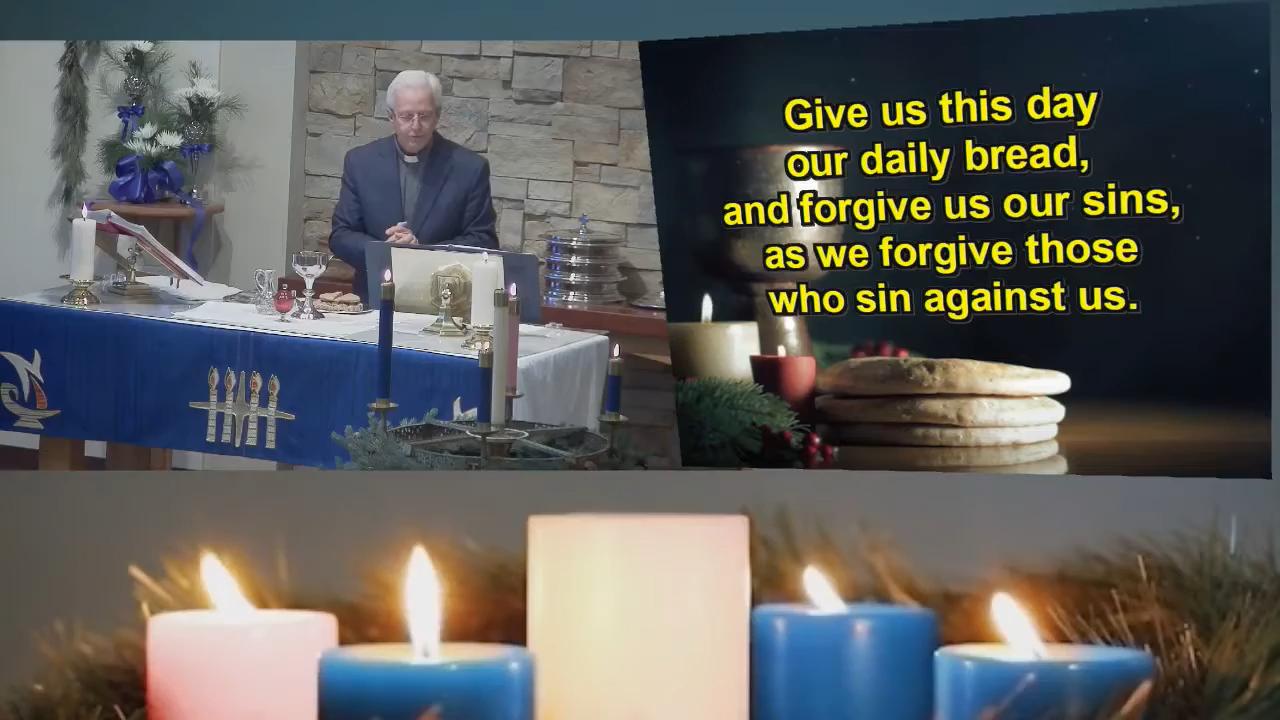 Give us this day
our daily bread,
and forgive us our sins,
as we forgive those
who sin against us.